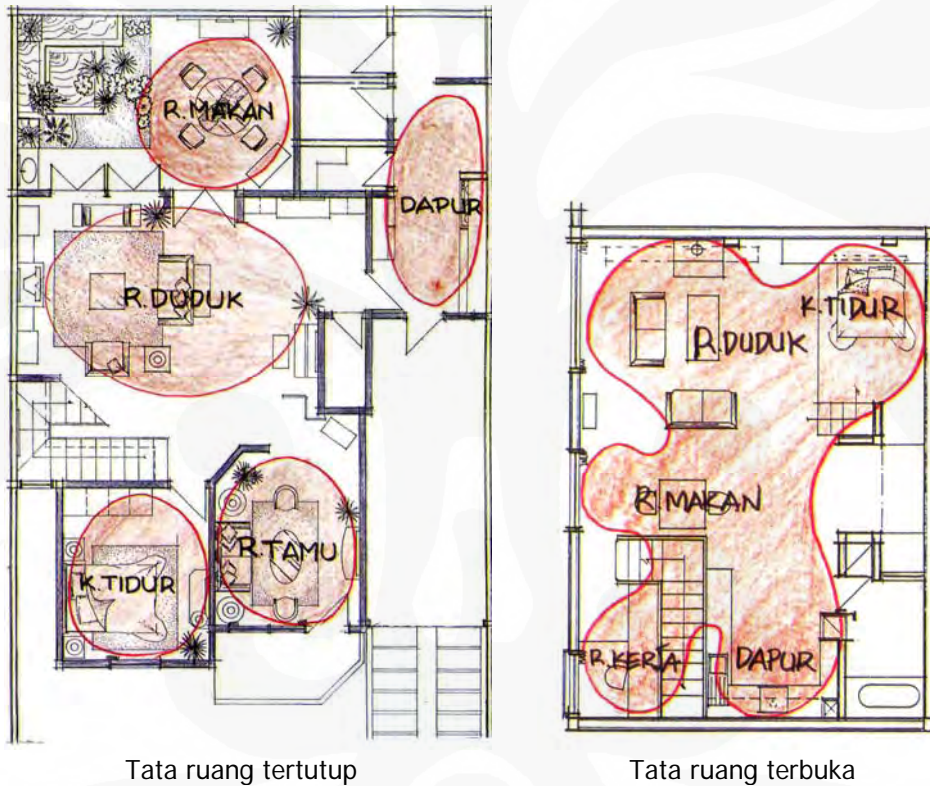 R.MAKAN
DAPUR
R.DUDUK
K.TIDUR
R.TAMU
K.TIDUR
R.DUDUK
R.MAKAN
R.KERJA
DAPUR
Tata ruang tertutup
Tata ruang terbuka